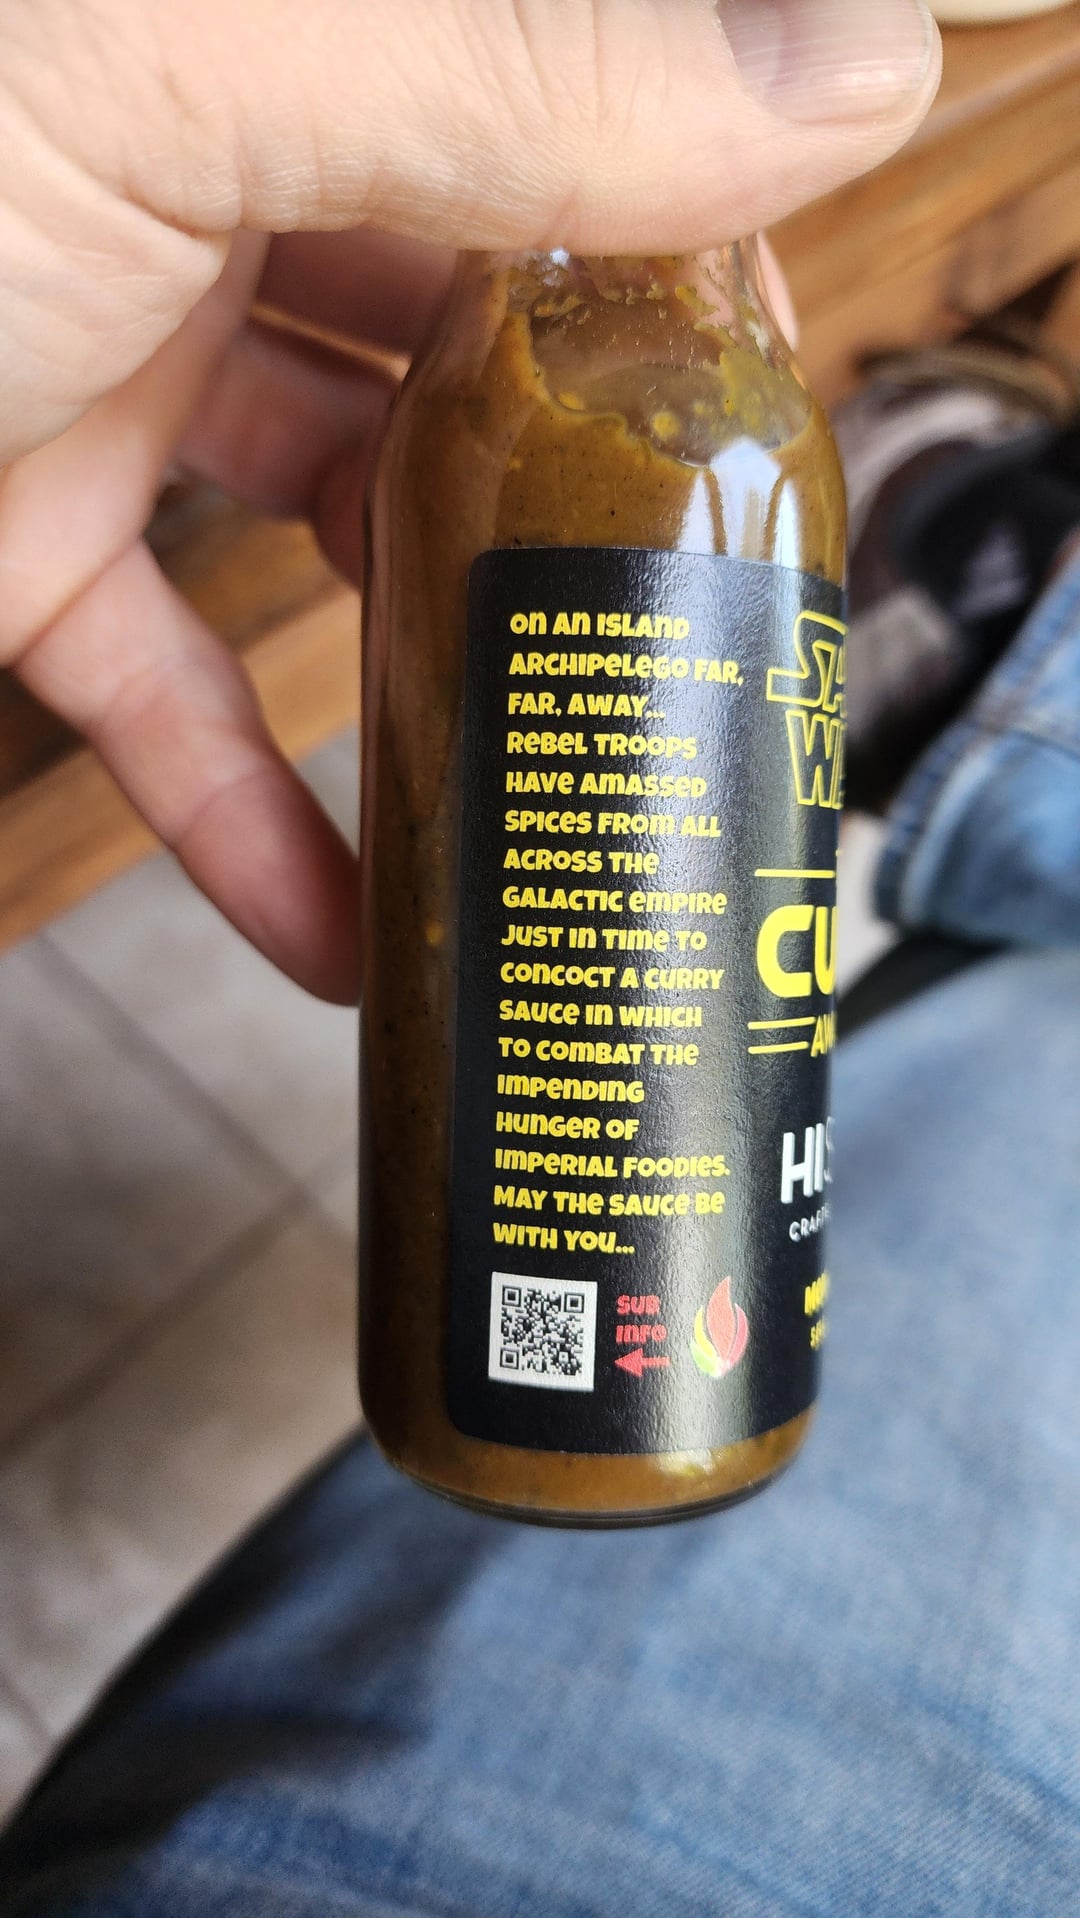 ON AN ISLAND
ARCHIPELEGO FAR,
FAR, AWAY...
REBEL TROOPS
HAVE AMASSED
SPICES FROM ALL
ACROSS THE
GALACTIC EMPIRE
JUST IN TIME TO
CONCOCT A CURRY
SAUCE IN WHICH
TO COMBAT THE
IMPENDING
HUNGER OF
IMPERIAL FOODIES.
MAY THE SAUCE BE
WITH YOU...
SUB
INFO